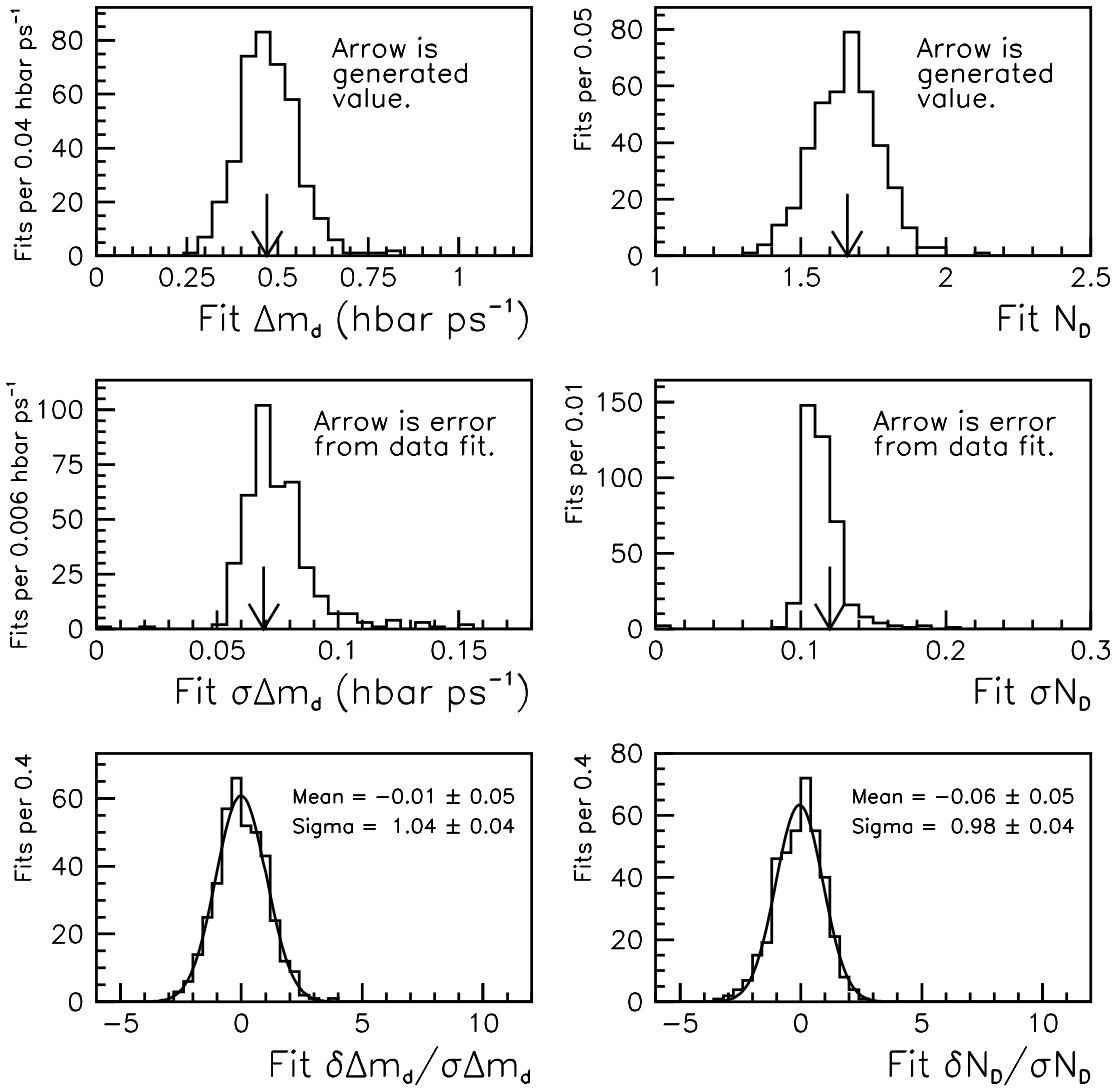 Fits per 0.04 hbar ps⁻¹
80
60
40
20
0
Arrow is
generated
value.
0 0.25 0.5 0.75 1
Fit Δm_d (hbar ps⁻¹)
Fits per 0.05
80
60
40
20
0
Arrow is
generated
value.
1 1.5 2 2.5
Fit N_D
Fits per 0.006 hbar ps⁻¹
100
75
50
25
0
Arrow is error
from data fit.
0 0.05 0.1 0.15
Fit σΔm_d (hbar ps⁻¹)
Fits per 0.01
150
100
50
0
Arrow is error
from data fit.
0 0.1 0.2 0.3
Fit σN_D
Fits per 0.4
60
40
20
0
Mean = −0.01 ± 0.05
Sigma = 1.04 ± 0.04
−5 0 5 10
Fit δΔm_d/σΔm_d
Fits per 0.4
80
60
40
20
0
Mean = −0.06 ± 0.05
Sigma = 0.98 ± 0.04
−5 0 5 10
Fit δN_D/σN_D